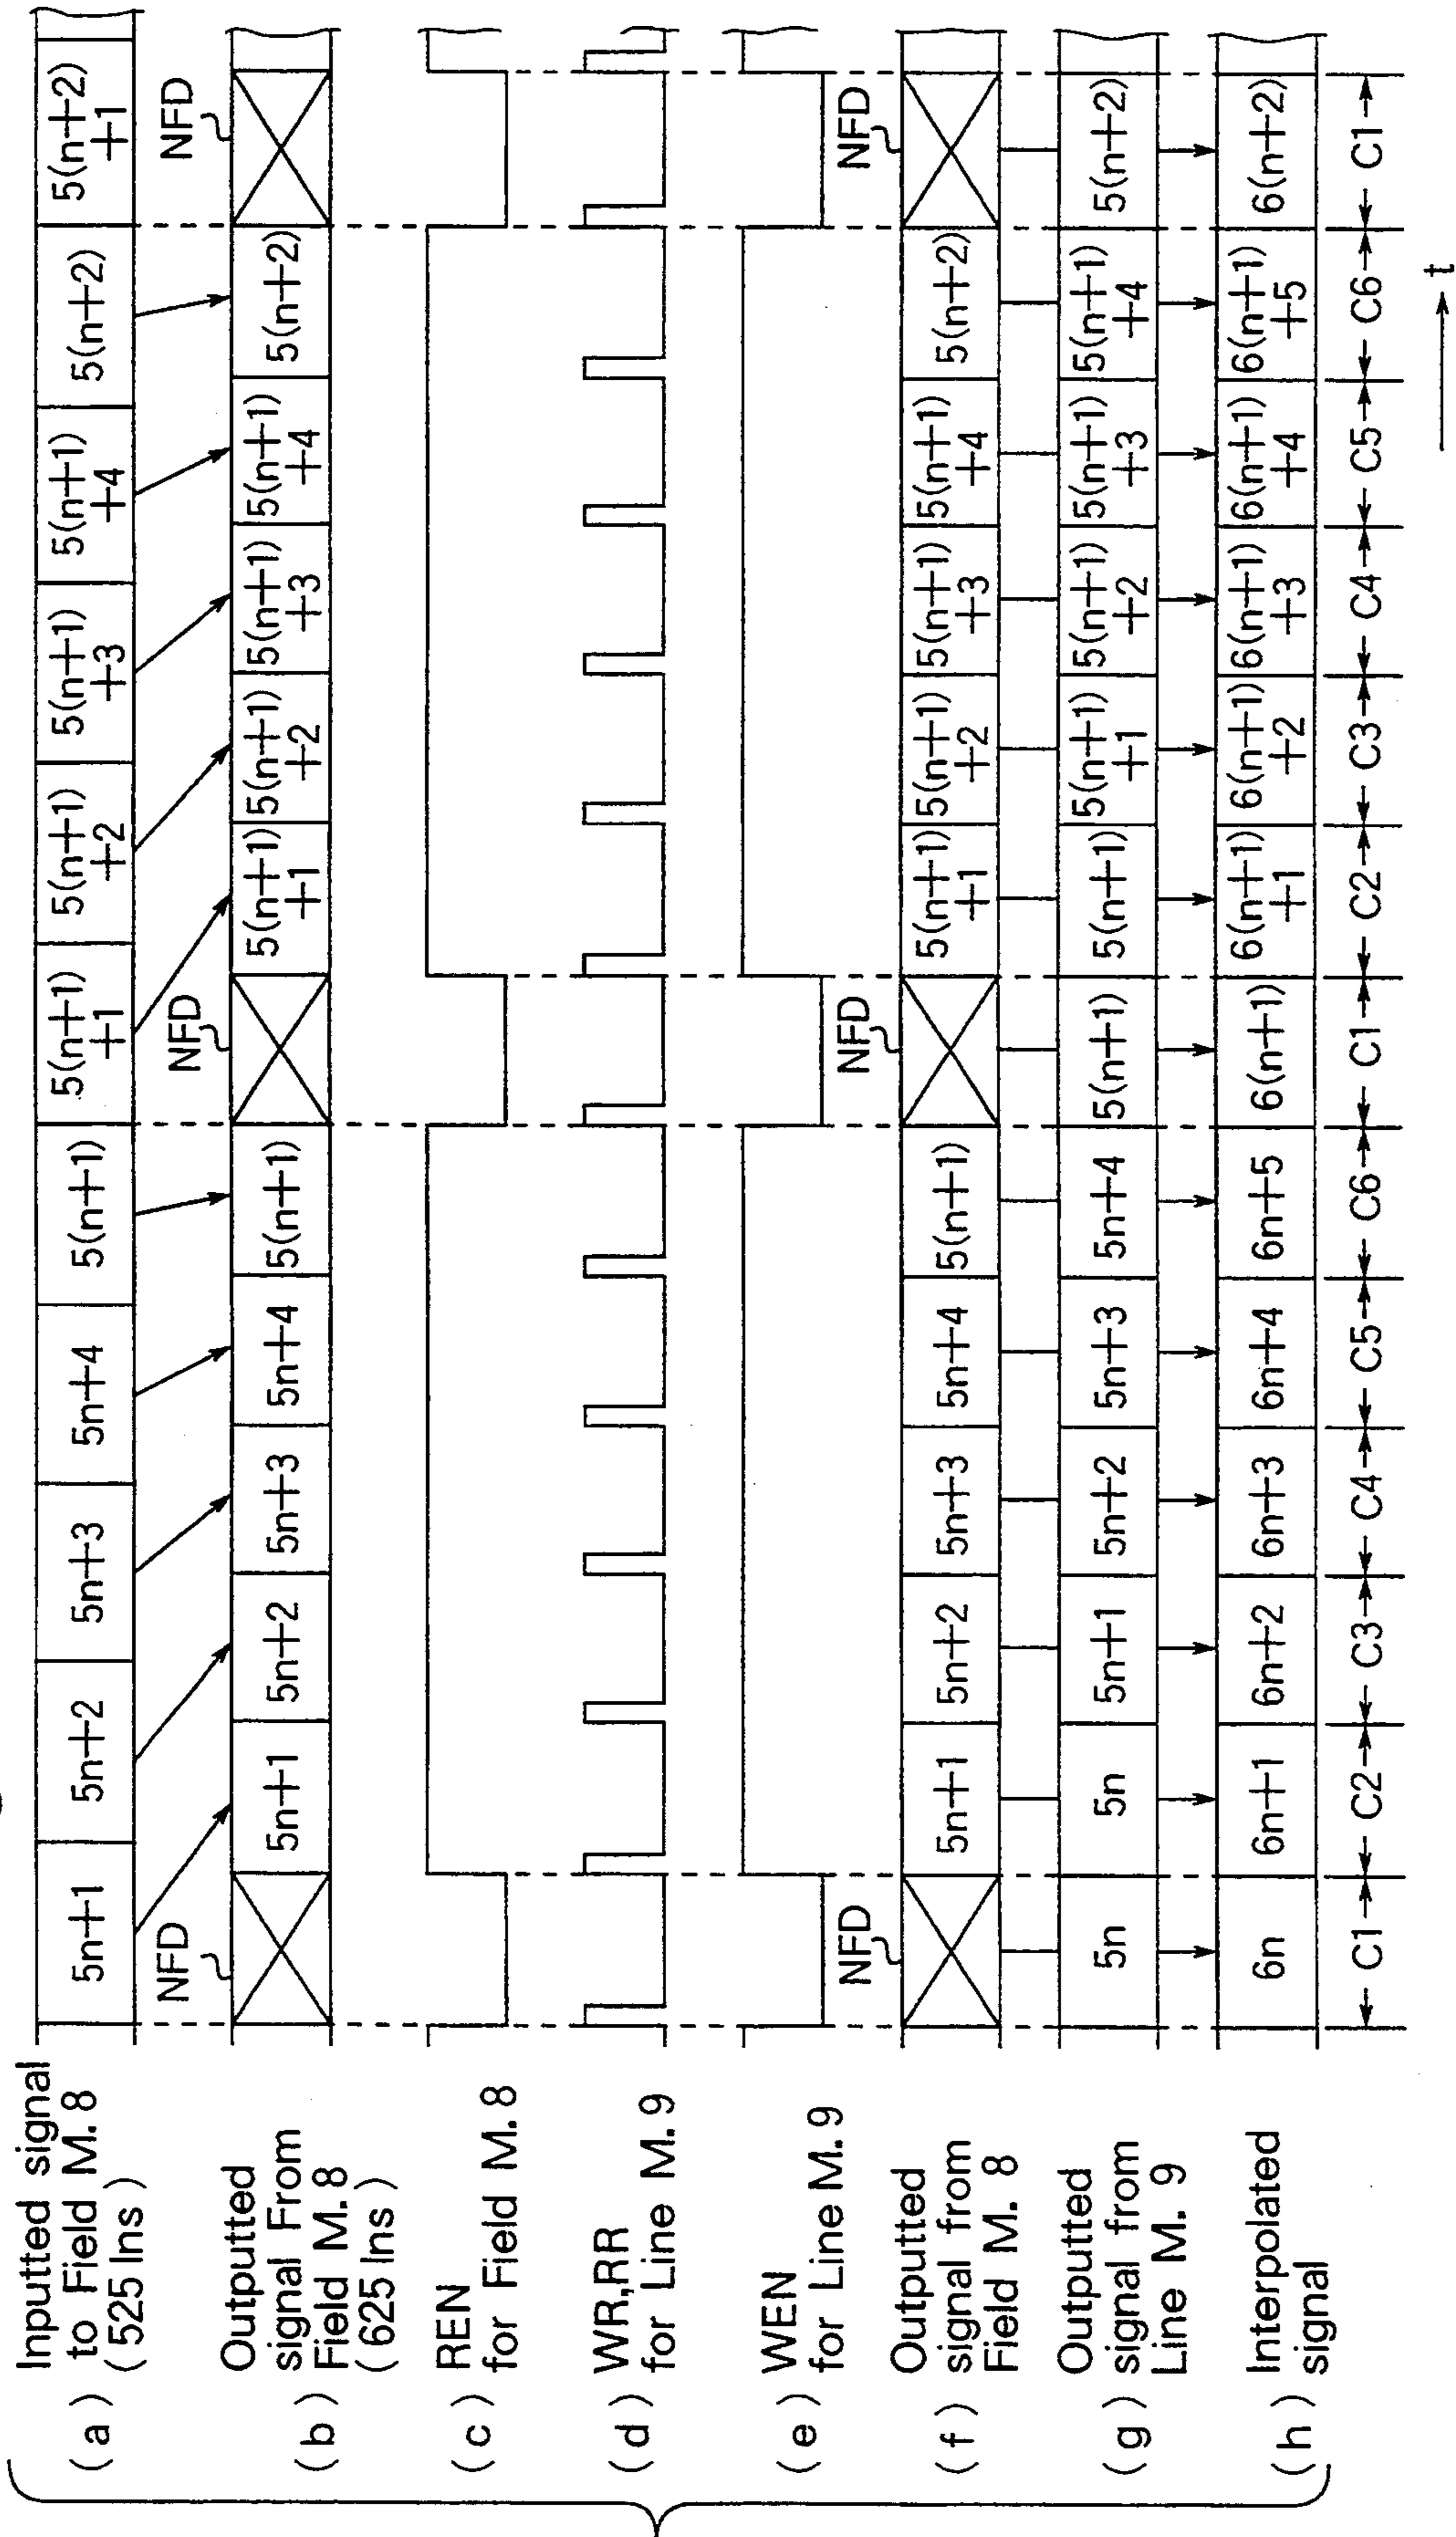 (a) Inputted signal
to Field M. 8
(525 lns)
5n+1 5n+2 5n+3 5n+4 5(n+1) 5(n+1)+1 5(n+1)+2 5(n+1)+3 5(n+1)+4 5(n+2) 5(n+2)+1
NFD NFD NFD
(b) Outputted
signal From
Field M. 8
(625 lns)
5n+1 5n+2 5n+3 5n+4 5(n+1) 5(n+1)+1 5(n+1)+2 5(n+1)+3 5(n+1)+4 5(n+2)
(c) REN
for Field M. 8
(d) WR,RR
for Line M. 9
(e) WEN
for Line M. 9
NFD NFD NFD
(f) Outputted
signal from
Field M. 8
5n+1 5n+2 5n+3 5n+4 5(n+1) 5(n+1)+1 5(n+1)+2 5(n+1)+3 5(n+1)+4 5(n+2)
(g) Outputted
signal from
Line M. 9
5n 5n 5n+1 5n+2 5n+3 5n+4 5(n+1) 5(n+1) 5(n+1)+1 5(n+1)+2 5(n+1)+3 5(n+1)+4 5(n+2)
(h) Interpolated
signal
6n 6n+1 6n+2 6n+3 6n+4 6n+5 6(n+1) 6(n+1)+1 6(n+1)+2 6(n+1)+3 6(n+1)+4 6(n+1)+5 6(n+2)
C1 C2 C3 C4 C5 C6 C1 C2 C3 C4 C5 C6 C1
t